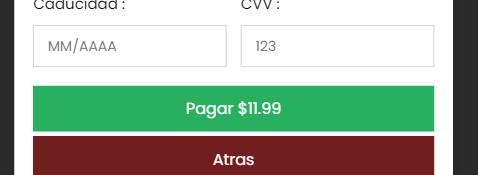 Caducidad : CVV :
MM/AAAA 123
Pagar $11.99
Atras